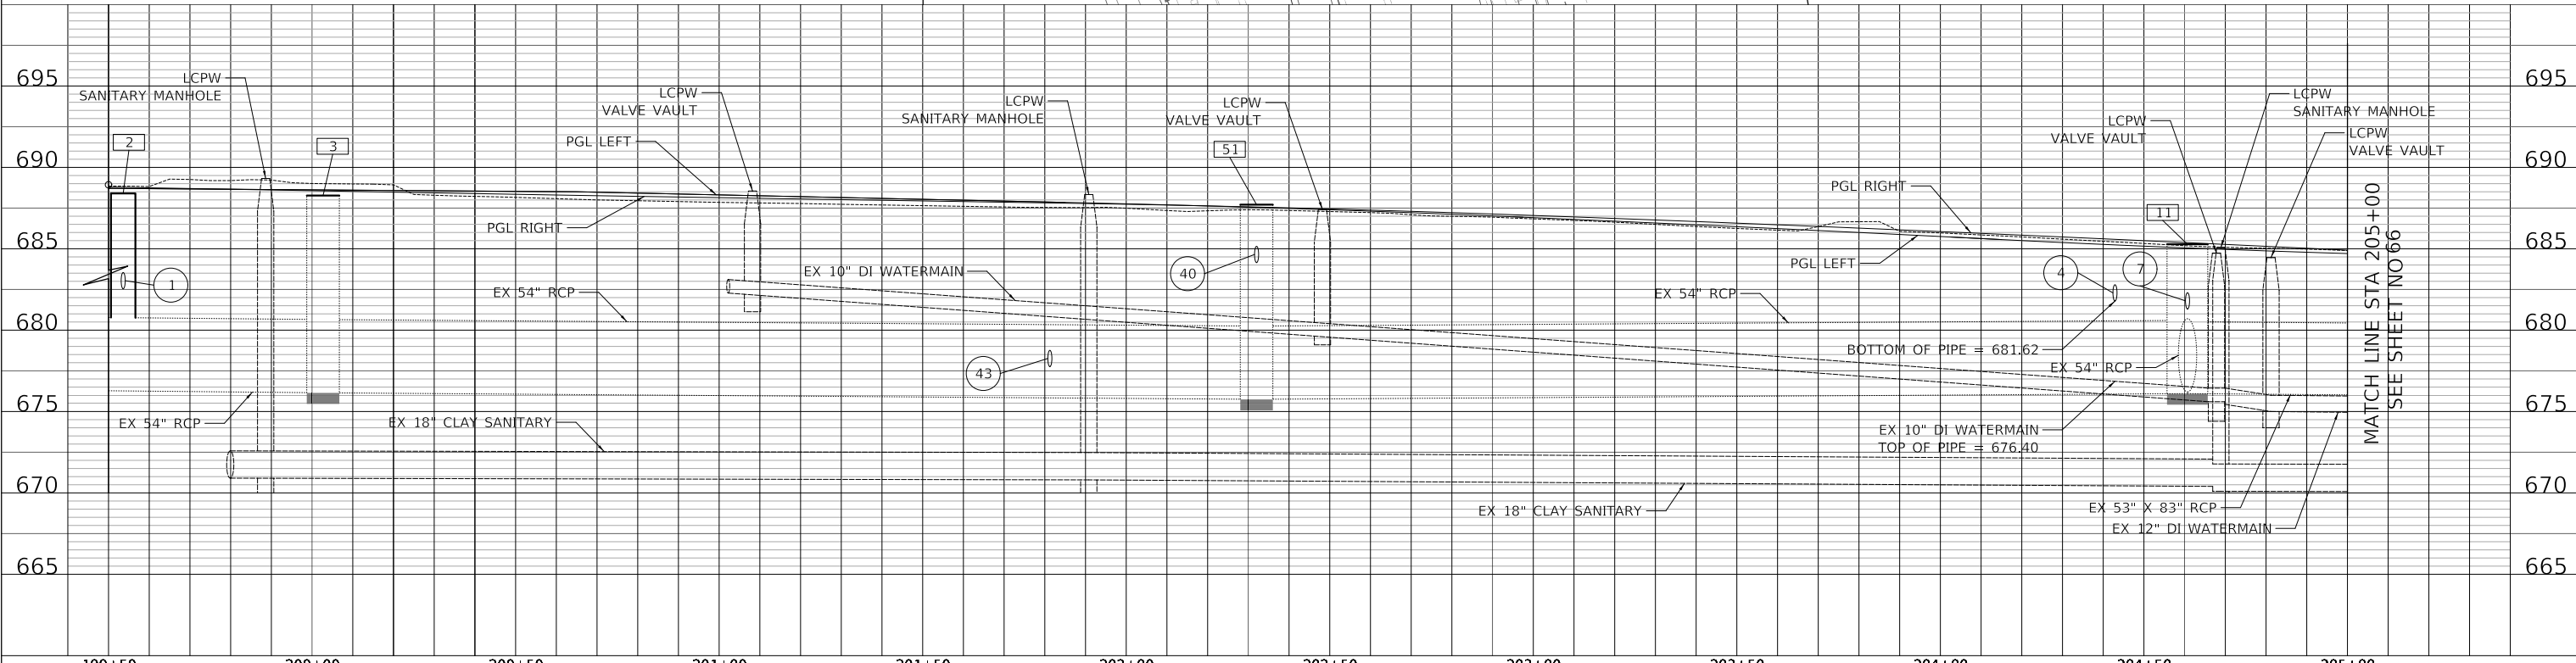 695
690
685
680
675
670
665
LCPW
SANITARY MANHOLE
2
3
1
EX 54" RCP
EX 18" CLAY SANITARY
EX 54" RCP
PGL RIGHT
PGL LEFT
LCPW
VALVE VAULT
EX 10" DI WATERMAIN
LCPW
SANITARY MANHOLE
43
LCPW
VALVE VAULT
51
40
EX 18" CLAY SANITARY
EX 54" RCP
PGL RIGHT
PGL LEFT
BOTTOM OF PIPE = 681.62
EX 10" DI WATERMAIN
TOP OF PIPE = 676.40
4
7
11
EX 54" RCP
LCPW
VALVE VAULT
LCPW
SANITARY MANHOLE
LCPW
VALVE VAULT
EX 53" X 83" RCP
EX 12" DI WATERMAIN
MATCH LINE STA 205+00
SEE SHEET NO 66
695
690
685
680
675
670
665